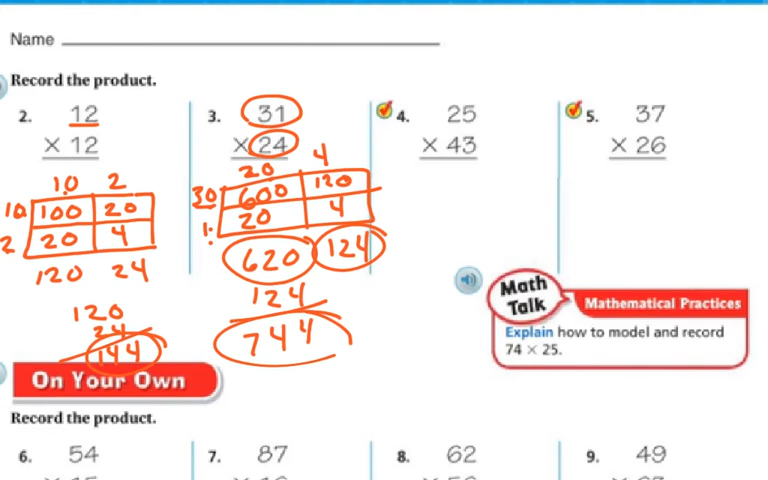 Name
Record the product.
2. 12
× 12
10 2
10 100 20
2 20 4
120 24
120
24
144
3. 31
× 24
20 4
30 600 120
1 20 4
620 124
124
744
4. 25
× 43
5. 37
× 26
Math
Talk
Mathematical Practices
Explain how to model and record
74 × 25.
On Your Own
Record the product.
6. 54
7. 87
8. 62
9. 49